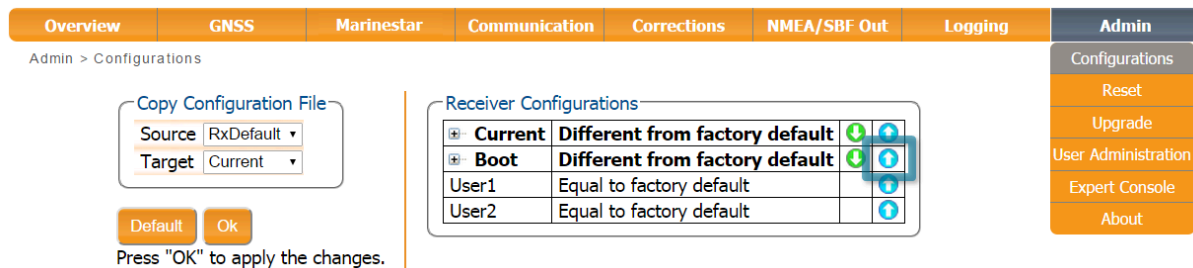 Overview GNSS Marinestar Communication Corrections NMEA/SBF Out Logging Admin
Admin > Configurations
Configurations
Reset
Upgrade
User Administration
Expert Console
About
Copy Configuration File
Source RxDefault
Target Current
Default Ok
Press "OK" to apply the changes.
Receiver Configurations
Current Different from factory default
Boot Different from factory default
User1 Equal to factory default
User2 Equal to factory default